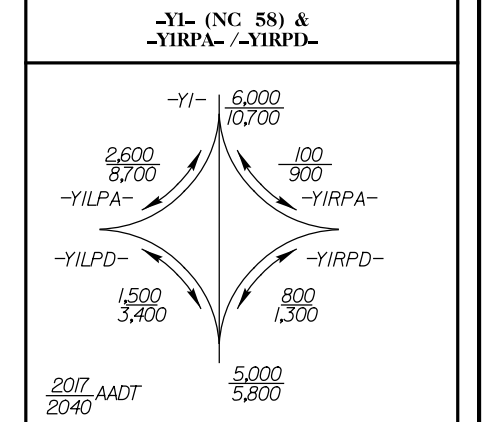 -Y1- (NC 58) &
-Y1RPA- /-Y1RPD-
-Y1-
6,000
10,700
2,600
8,700
100
900
-Y1LPA-
-Y1RPA-
-Y1LPD-
-Y1RPD-
1,500
3,400
800
1,300
5,000
5,800
2017
2040
AADT